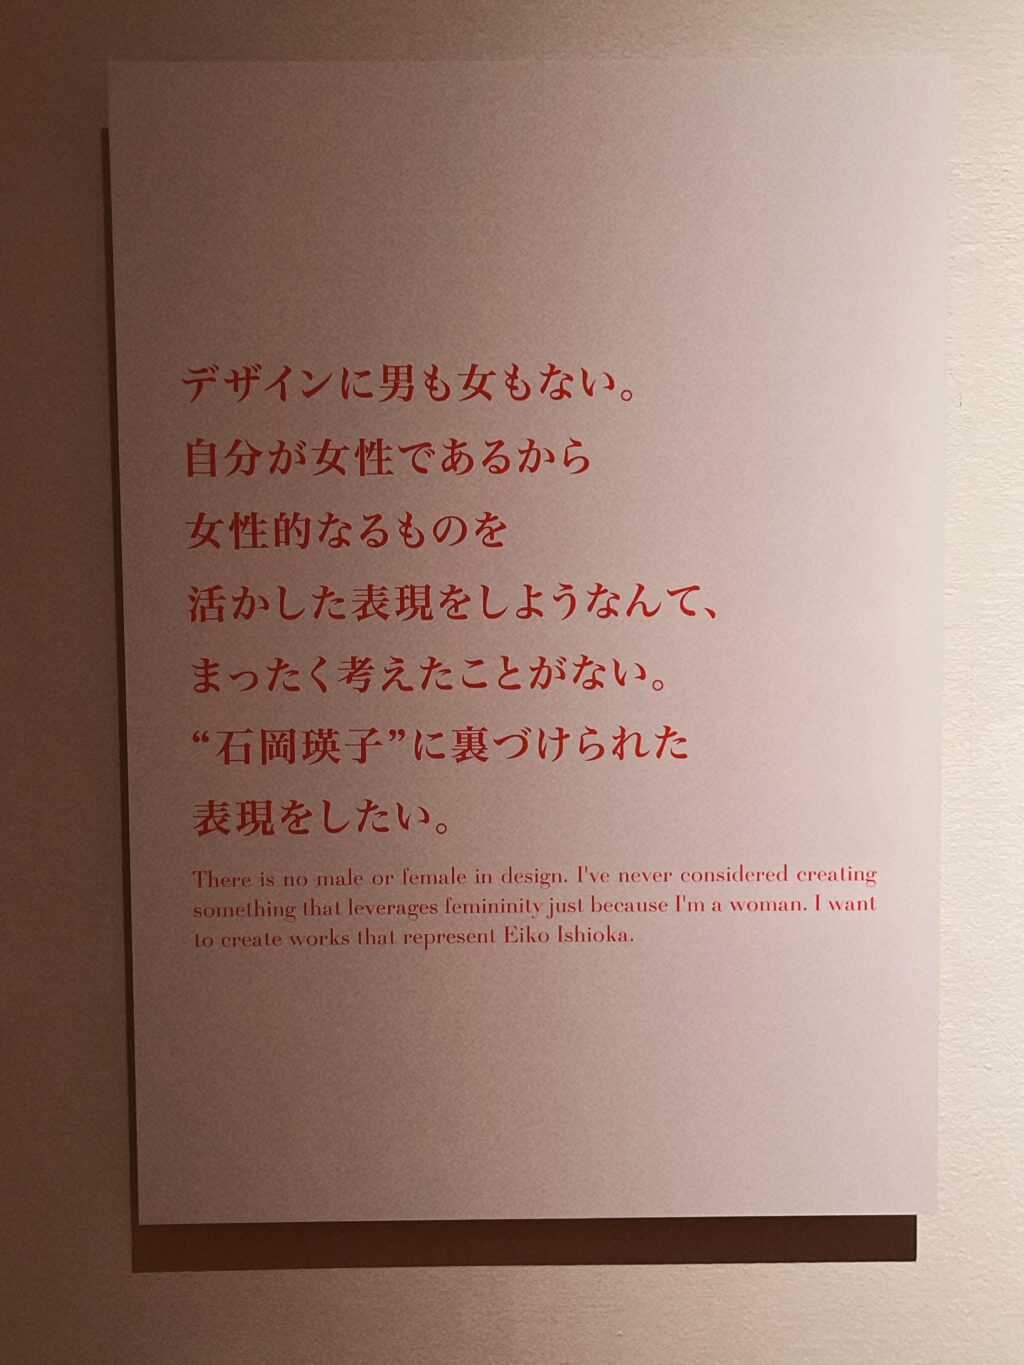 デザインに男も女もない。
自分が女性であるから
女性的なるものを
活かした表現をしようなんて、
まったく考えたことがない。
“石岡瑛子”に裏づけられた
表現をしたい。
There is no male or female in design. I've never considered creating
something that leverages femininity just because I'm a woman. I want
to create works that represent Eiko Ishioka.